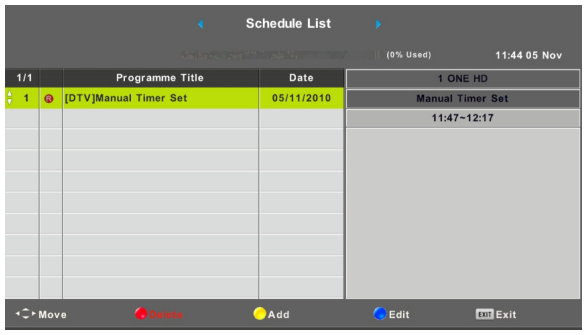 Schedule List
(0% Used) 11:44 05 Nov
1/1 Programme Title Date 1 ONE HD
1 R [DTV]Manual Timer Set 05/11/2010 Manual Timer Set
11:47~12:17
Move Delete Add Edit EXIT Exit